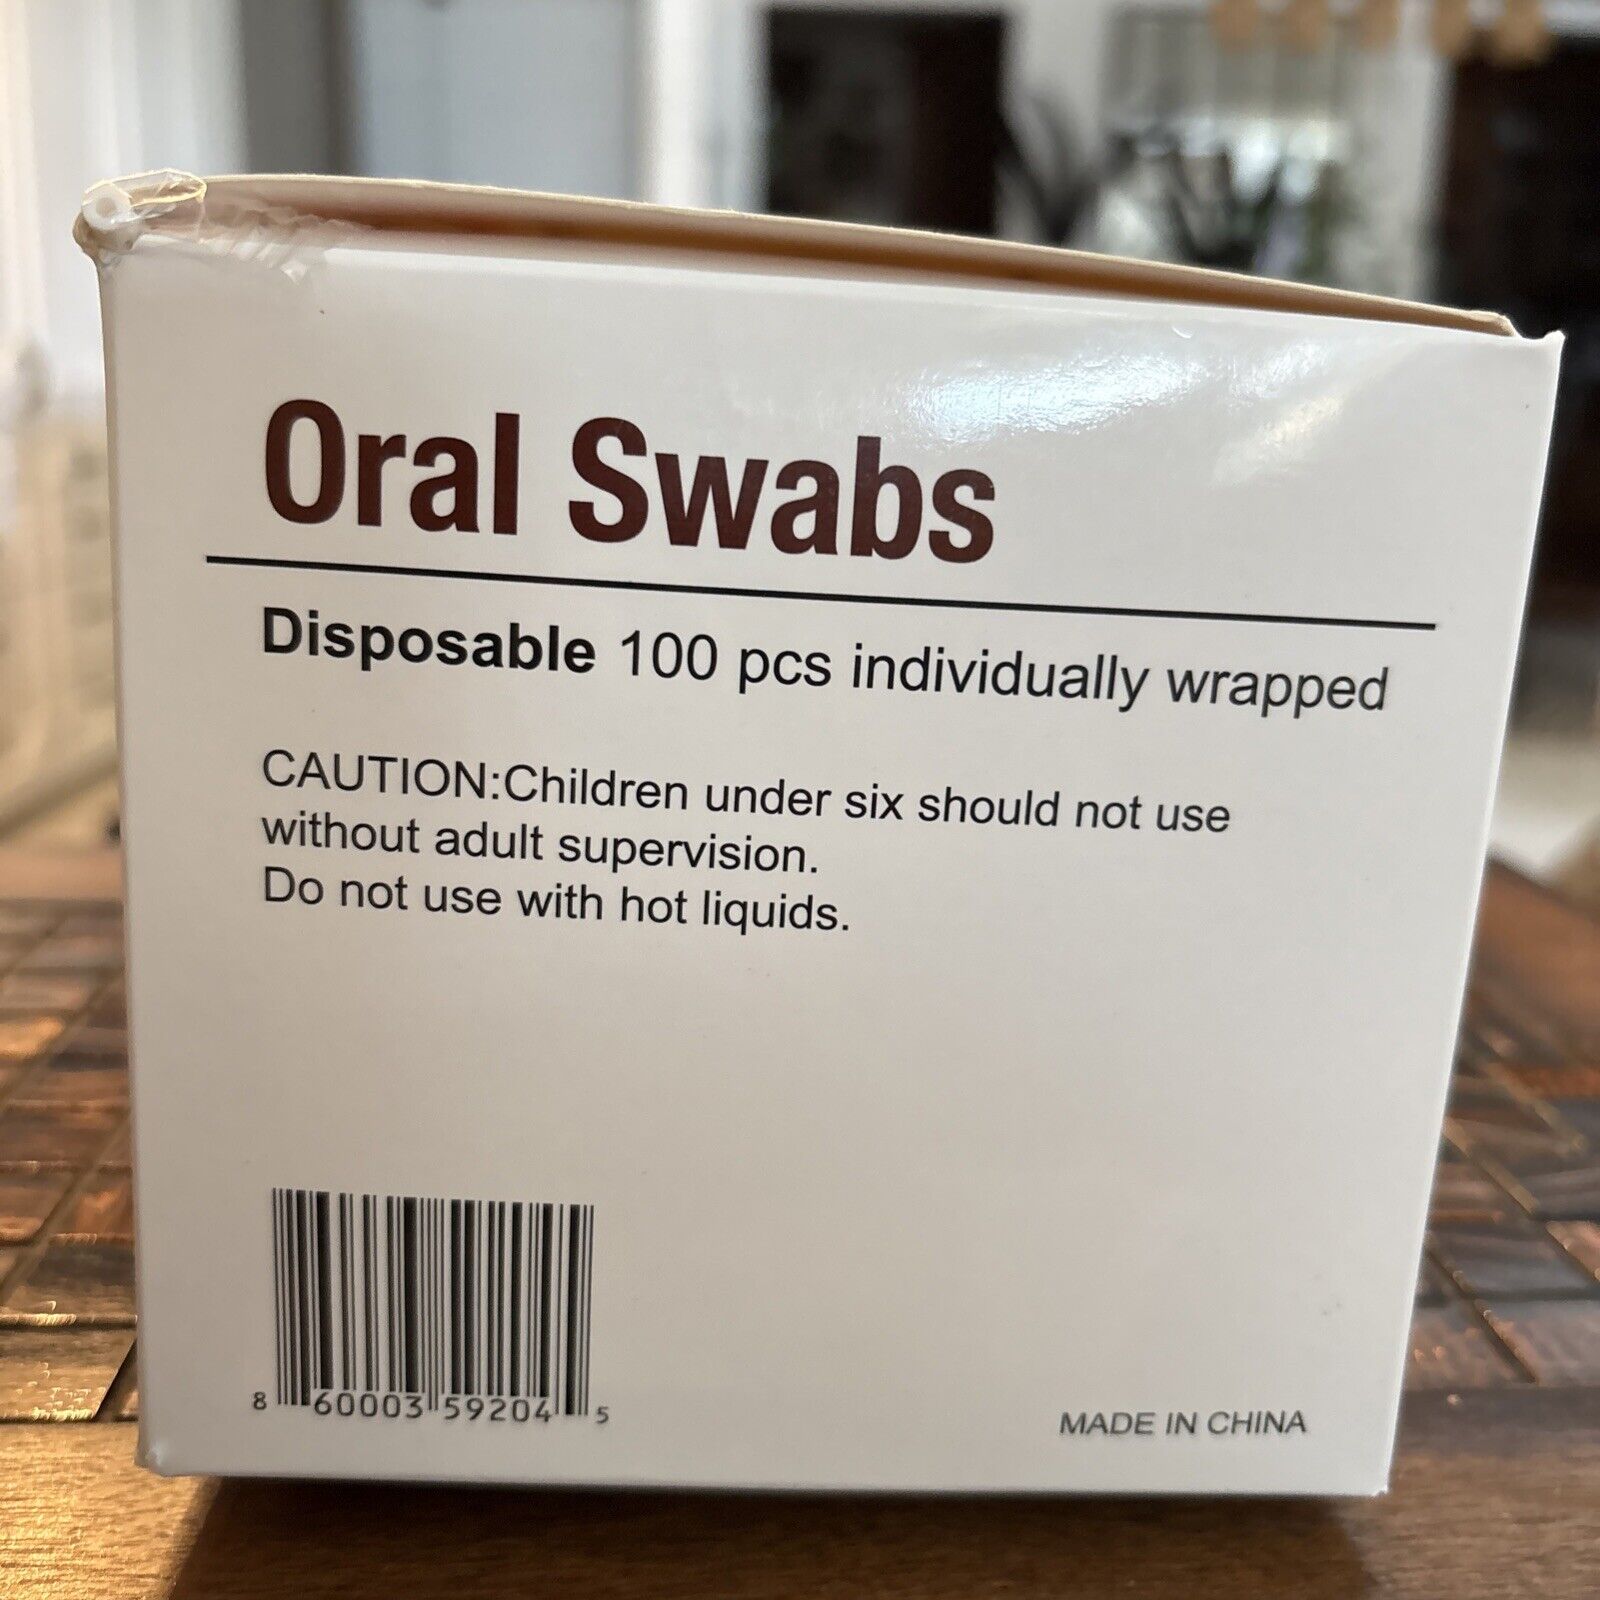 Oral Swabs
Disposable 100 pcs individually wrapped
CAUTION:Children under six should not use
without adult supervision.
Do not use with hot liquids.
8 60003 59204 5
MADE IN CHINA